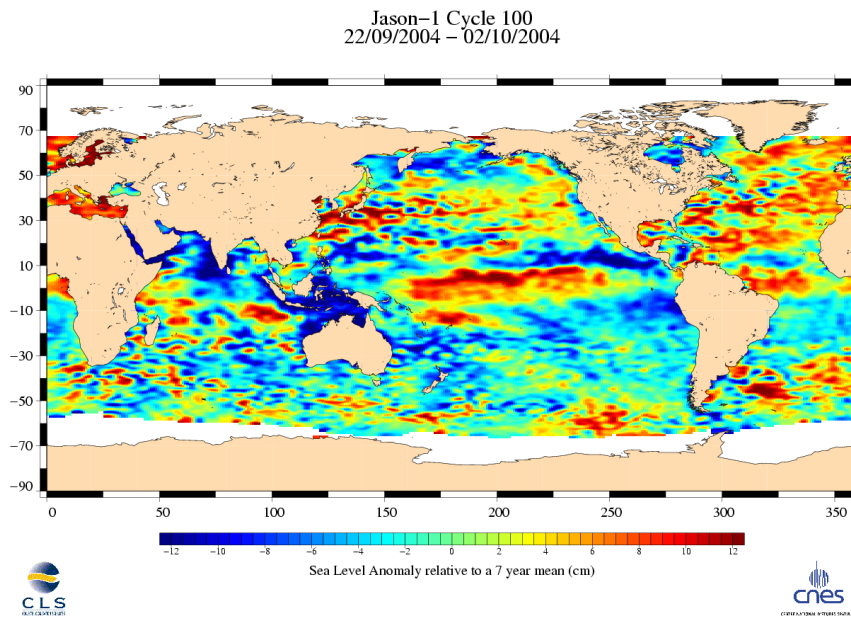 Jason-1 Cycle 100
22/09/2004 - 02/10/2004
90
70
50
30
10
-10
-30
-50
-70
-90
0 50 100 150 200 250 300 350
-12 -10 -8 -6 -4 -2 0 2 4 6 8 10 12
Sea Level Anomaly relative to a 7 year mean (cm)
CLS
cnes